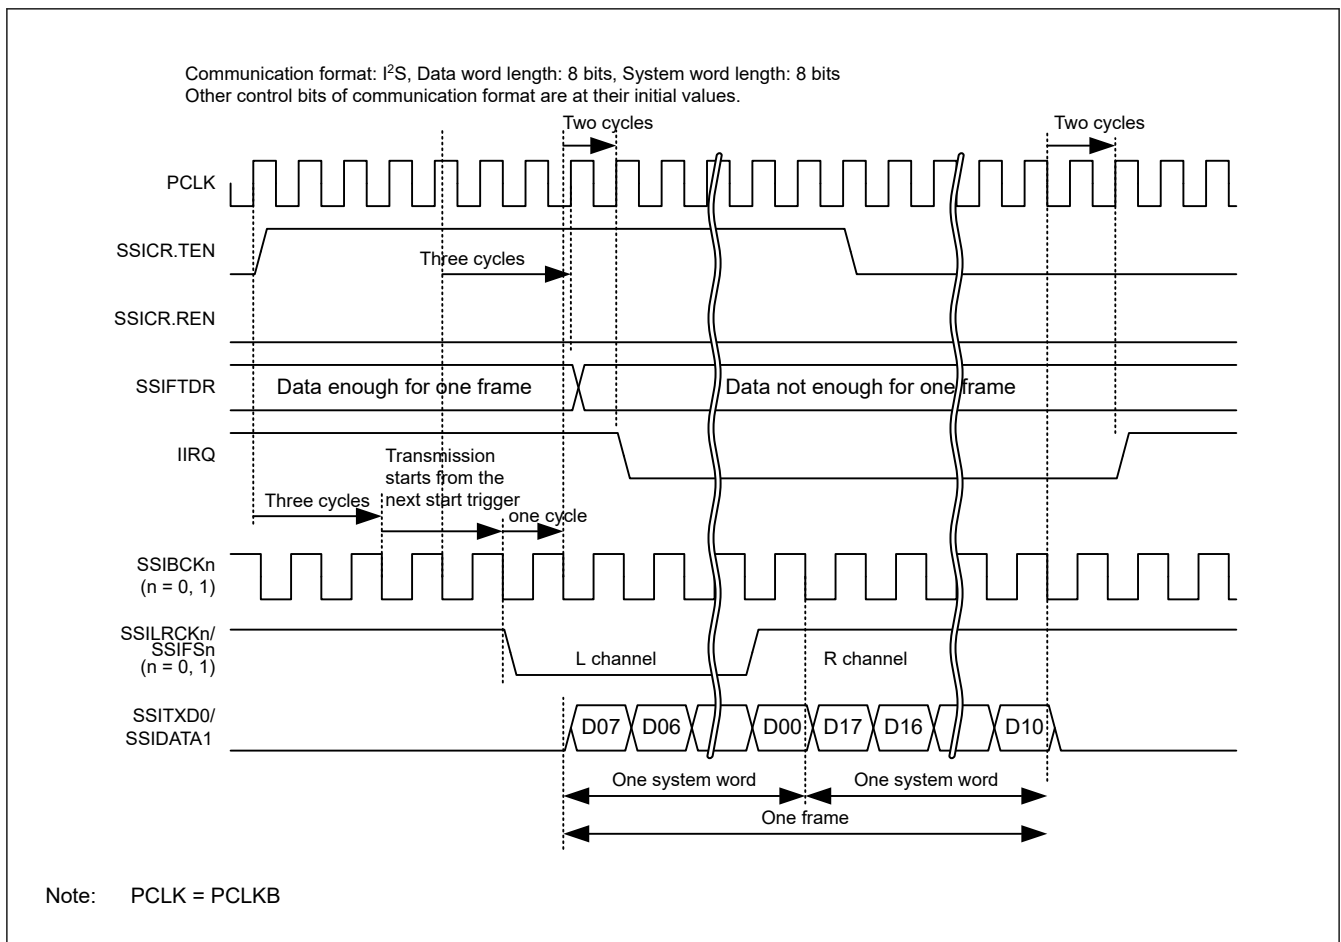 Communication format: I²S, Data word length: 8 bits, System word length: 8 bits
Other control bits of communication format are at their initial values.
Two cycles
Two cycles
PCLK
SSICR.TEN
Three cycles
SSICR.REN
SSIFTDR
Data enough for one frame
Data not enough for one frame
IIRQ
Transmission
starts from the
next start trigger
Three cycles
one cycle
SSIBCKn
(n = 0, 1)
SSILRCKn/
SSIFSn
(n = 0, 1)
L channel
R channel
SSITXD0/
SSIDATA1
D07
D06
D00
D17
D16
D10
One system word
One system word
One frame
Note: PCLK = PCLKB